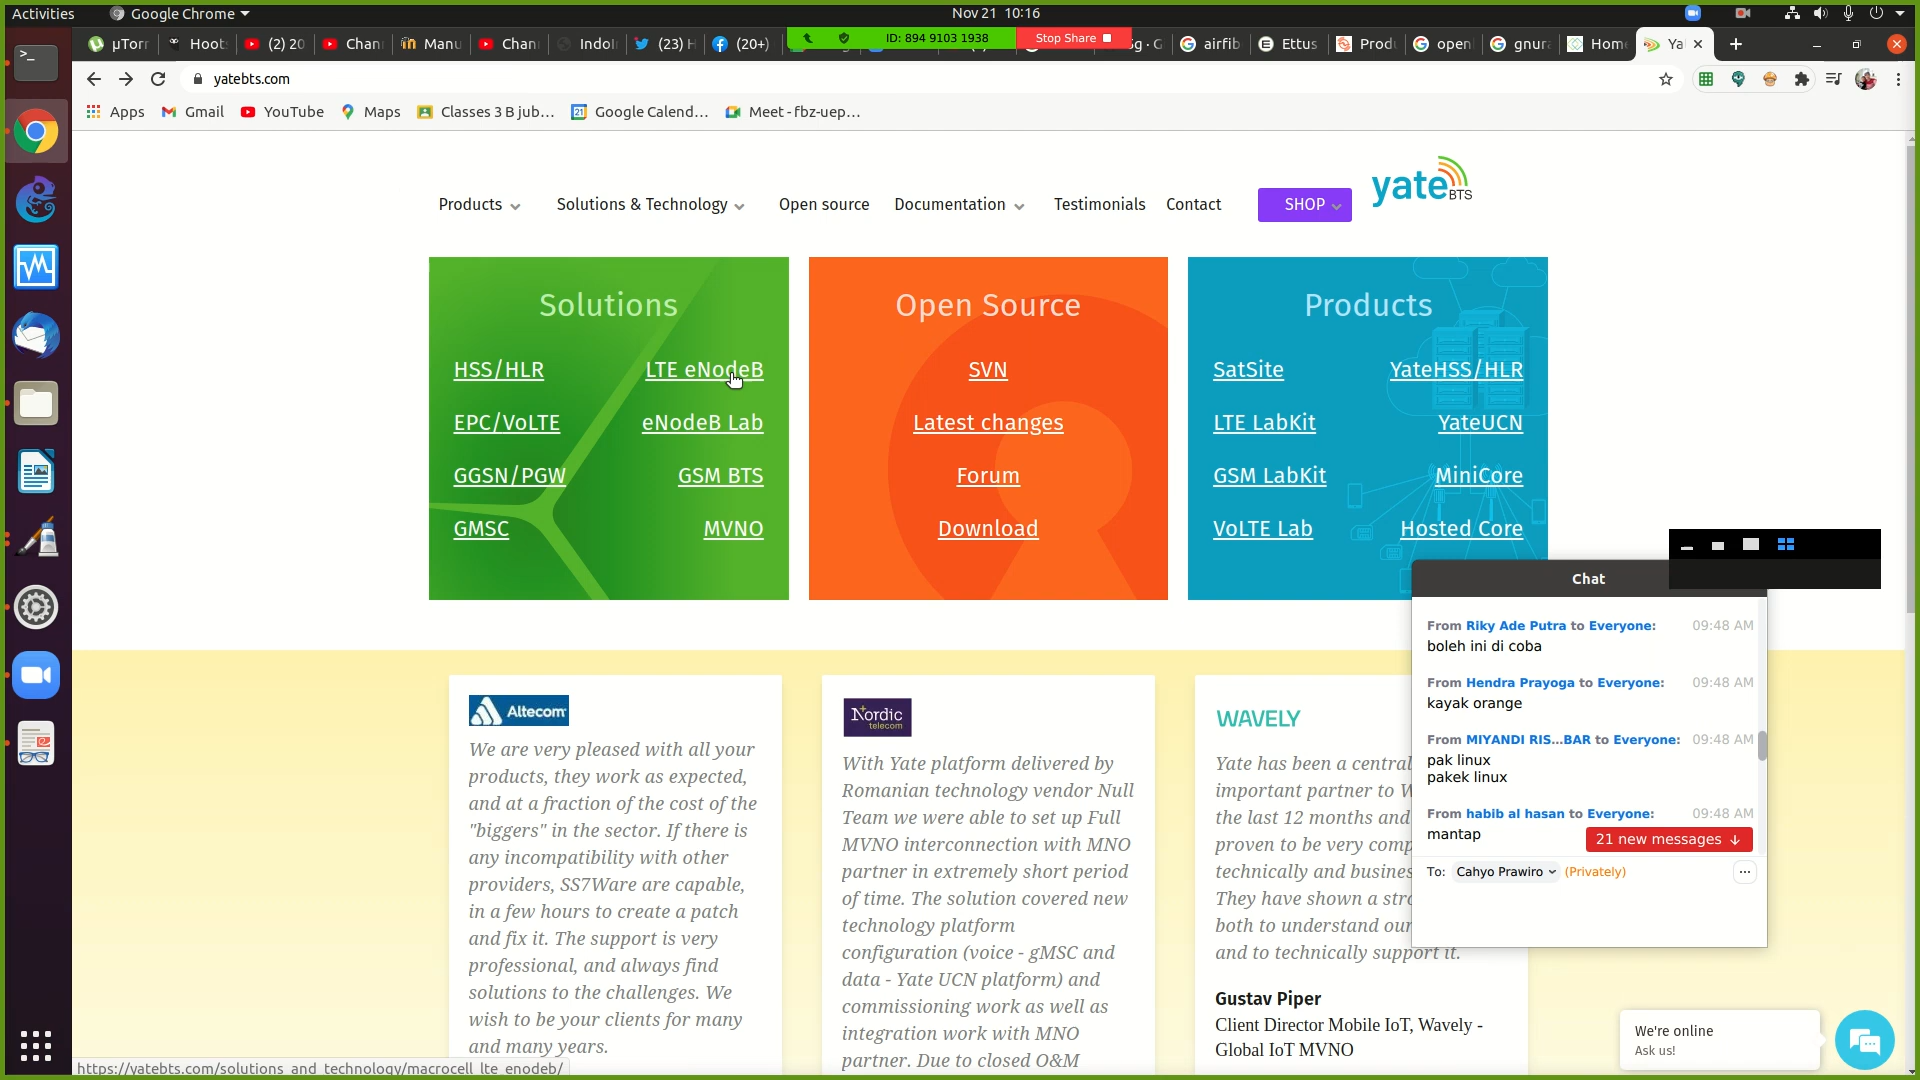 Activities
Google Chrome
Nov 21 10:16
µTorr
Hoots
(2) 20
Chan
Manu
Chan
Indoi
(23) H
(20+)
ID: 894 9103 1938
Stop Share
airfib
Ettus
Produ
open
gnura
Home
Ya
yatebts.com
Apps
Gmail
YouTube
Maps
Classes 3 B jub...
Google Calend...
Meet - fbz-uep...
Products
Solutions & Technology
Open source
Documentation
Testimonials
Contact
SHOP
yate BTS
Solutions
HSS/HLR
LTE eNodeB
EPC/VoLTE
eNodeB Lab
GGSN/PGW
GSM BTS
GMSC
MVNO
Open Source
SVN
Latest changes
Forum
Download
Products
SatSite
YateHSS/HLR
LTE LabKit
YateUCN
GSM LabKit
MiniCore
VoLTE Lab
Hosted Core
Altecom
We are very pleased with all your
products, they work as expected,
and at a fraction of the cost of the
"biggers" in the sector. If there is
any incompatibility with other
providers, SS7Ware are capable,
in a few hours to create a patch
and fix it. The support is very
professional, and always find
solutions to the challenges. We
wish to be your clients for many
and many years.
Nordic
telecom
With Yate platform delivered by
Romanian technology vendor Null
Team we were able to set up Full
MVNO interconnection with MNO
partner in extremely short period
of time. The solution covered new
technology platform
configuration (voice - gMSC and
data - Yate UCN platform) and
commissioning work as well as
integration work with MNO
partner. Due to closed O&M
WAVELY
Yate has been a central
important partner to W
the last 12 months and
proven to be very comp
technically and busines
They have shown a stro
both to understand our
and to technically support it.
Gustav Piper
Client Director Mobile IoT, Wavely -
Global IoT MVNO
Chat
From Riky Ade Putra to Everyone: 09:48 AM
boleh ini di coba
From Hendra Prayoga to Everyone: 09:48 AM
kayak orange
From MIYANDI RIS...BAR to Everyone: 09:48 AM
pak linux
pakek linux
From habib al hasan to Everyone: 09:48 AM
mantap
21 new messages
To: Cahyo Prawiro (Privately)
We're online
Ask us!
https://yatebts.com/solutions_and_technology/macrocell_lte_enodeb/